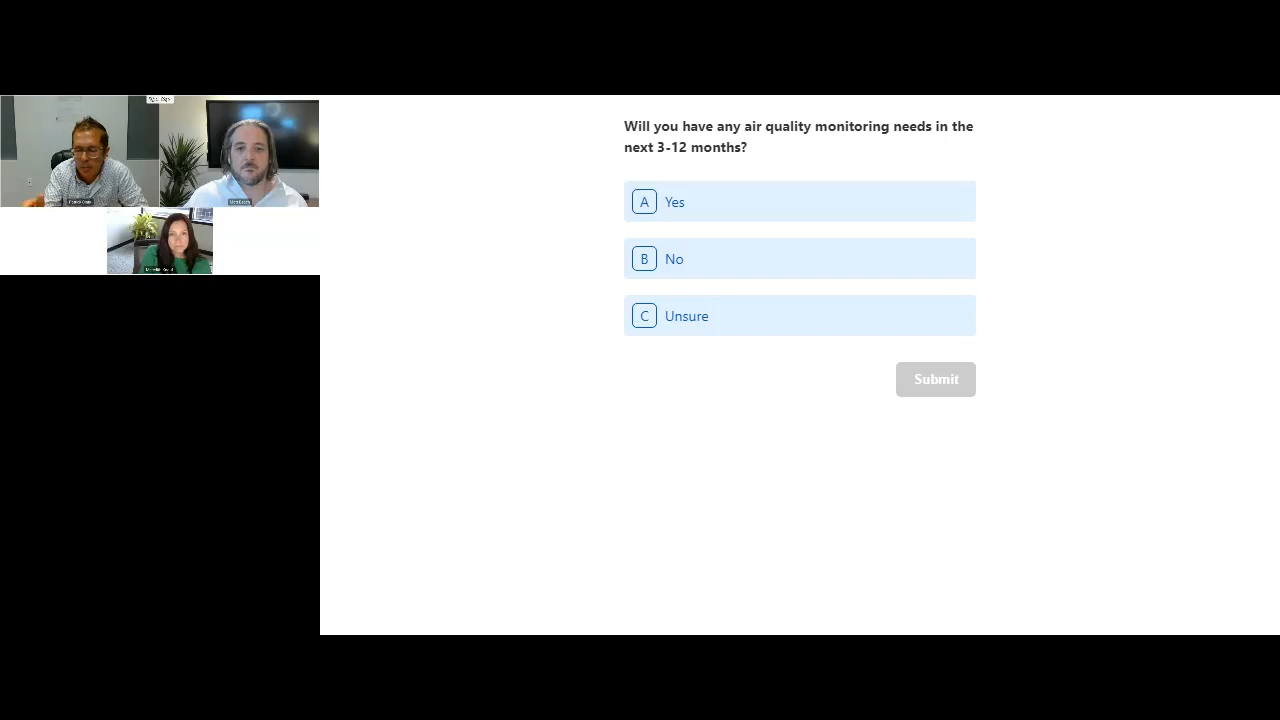 Will you have any air quality monitoring needs in the
next 3-12 months?
A Yes
B No
C Unsure
Submit